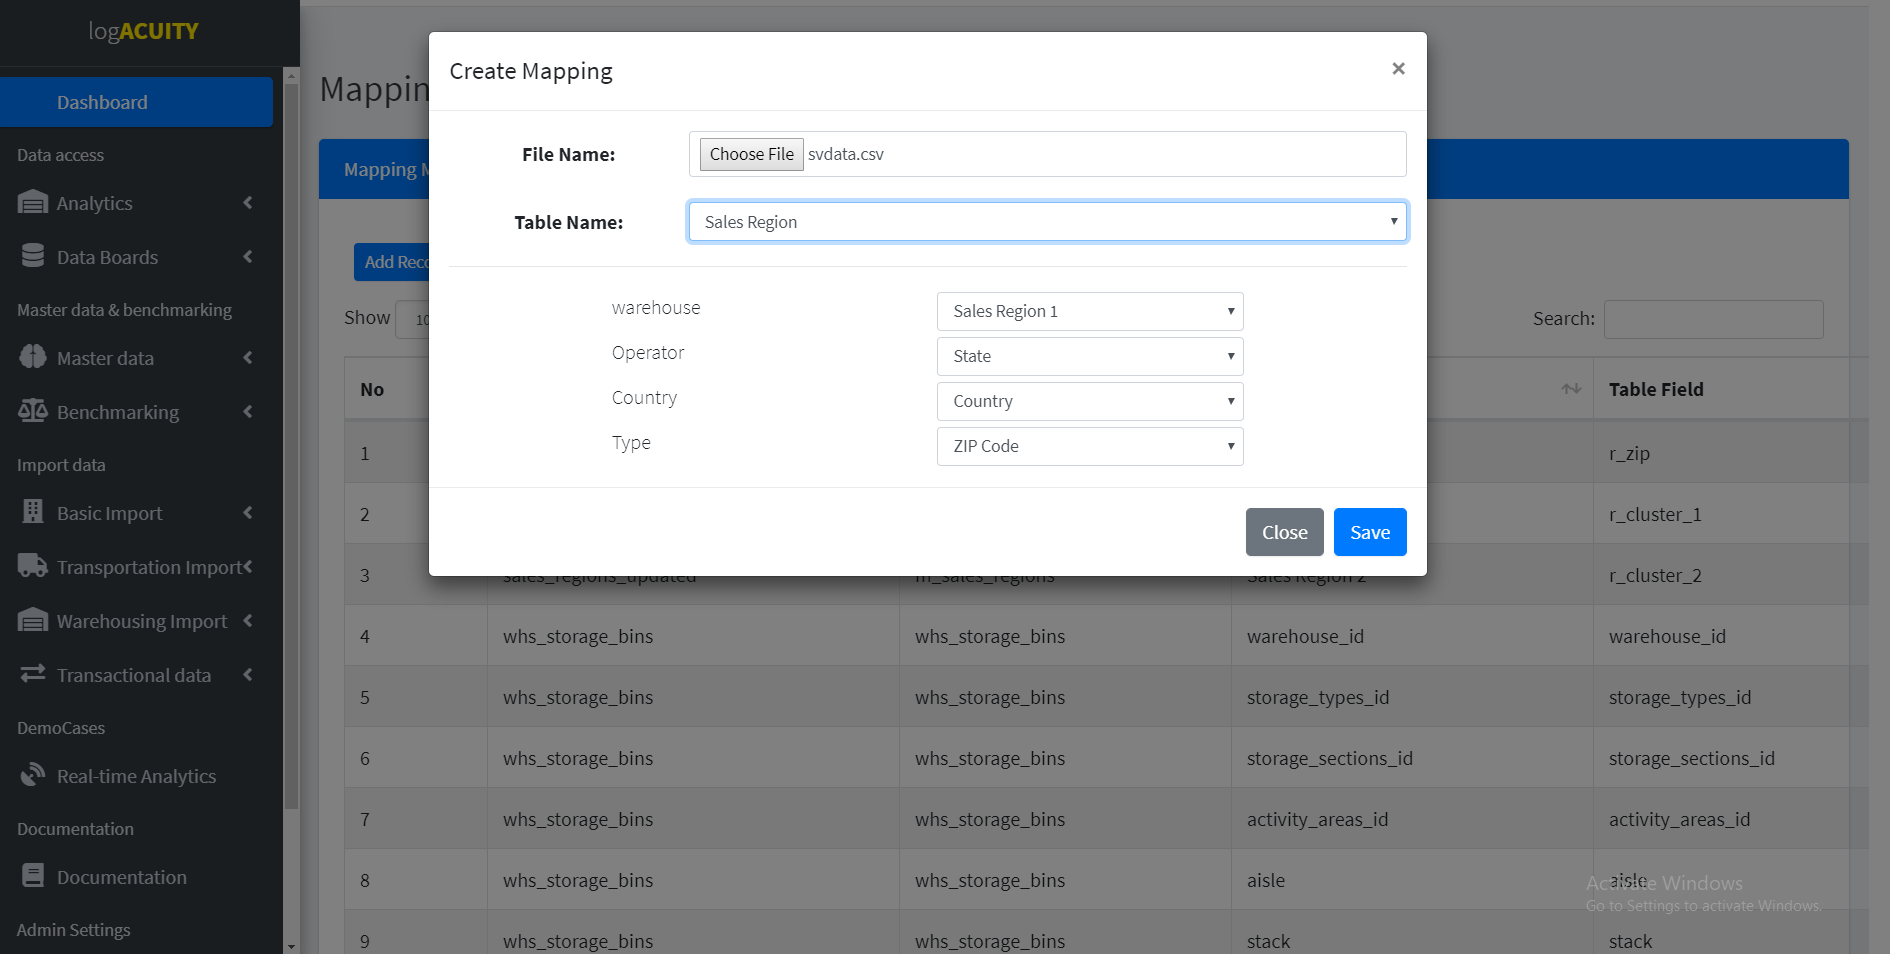 logACUITY
Dashboard
Data access
Analytics
Data Boards
Master data & benchmarking
Master data
Benchmarking
Import data
Basic Import
Transportation Import
Warehousing Import
Transactional data
DemoCases
Real-time Analytics
Documentation
Documentation
Admin Settings
Mappin
Mapping M
Add Reco
Show 10
Search:
Create Mapping ×
File Name: Choose File svdata.csv
Table Name: Sales Region
warehouse Sales Region 1
Operator State
Country Country
Type ZIP Code
Close Save
No Table Field
1 r_zip
2 r_cluster_1
3 sales_regions_updated m_sales_regions Sales Region 2 r_cluster_2
4 whs_storage_bins whs_storage_bins warehouse_id warehouse_id
5 whs_storage_bins whs_storage_bins storage_types_id storage_types_id
6 whs_storage_bins whs_storage_bins storage_sections_id storage_sections_id
7 whs_storage_bins whs_storage_bins activity_areas_id activity_areas_id
8 whs_storage_bins whs_storage_bins aisle aisle
9 whs_storage_bins whs_storage_bins stack stack
Activate Windows
Go to Settings to activate Windows.